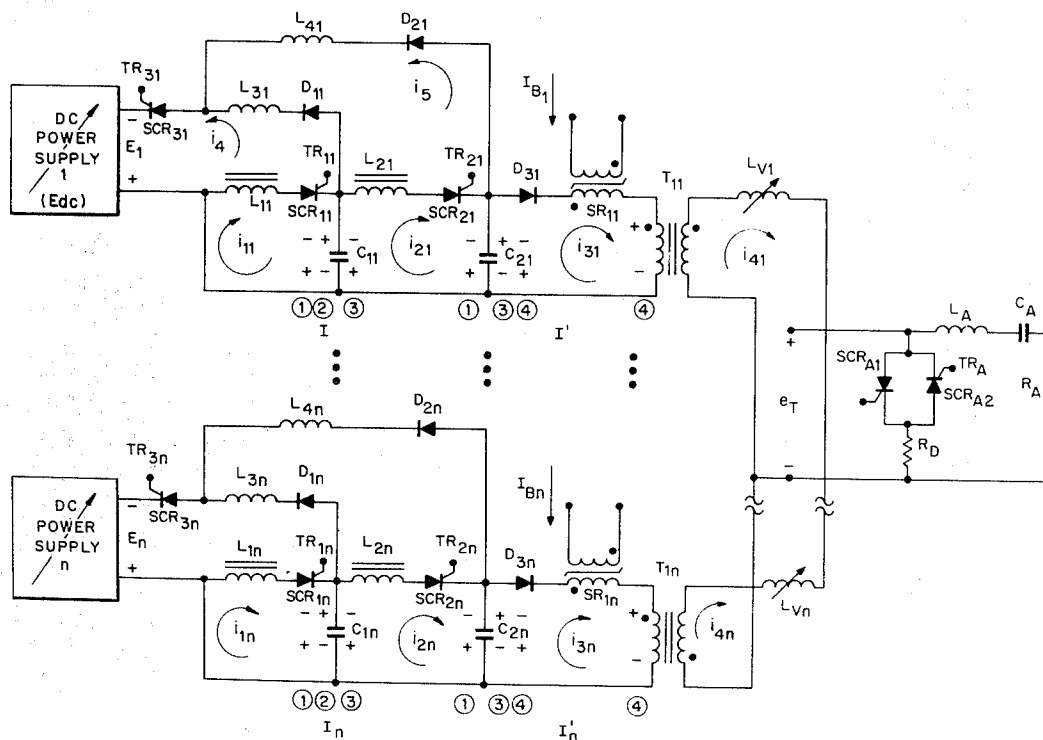 L41
D21
i5
TR31
SCR31
L31
D11
i4
DC
POWER
SUPPLY
1
(Edc)
−
E1
+
L11
TR11
SCR11
L21
TR21
SCR21
D31
IB1
SR11
T11
LV1
i11
− + −
C11
+ − +
i21
− + −
C21
+ − +
i31
+
−
i41
① ② ③
① ③ ④
④
I
I'
+
eT
−
SCRA1
TRA
SCRA2
RD
LA
CA
RA
L4n
D2n
TR3n
SCR3n
L3n
D1n
DC
POWER
SUPPLY
n
−
En
+
L1n
TR1n
SCR1n
L2n
TR2n
SCR2n
D3n
IBn
SR1n
T1n
LVn
i1n
− + −
C1n
+ − +
i2n
− + −
C2n
+ − +
i3n
+
−
i4n
① ② ③
① ③ ④
④
In
I'n